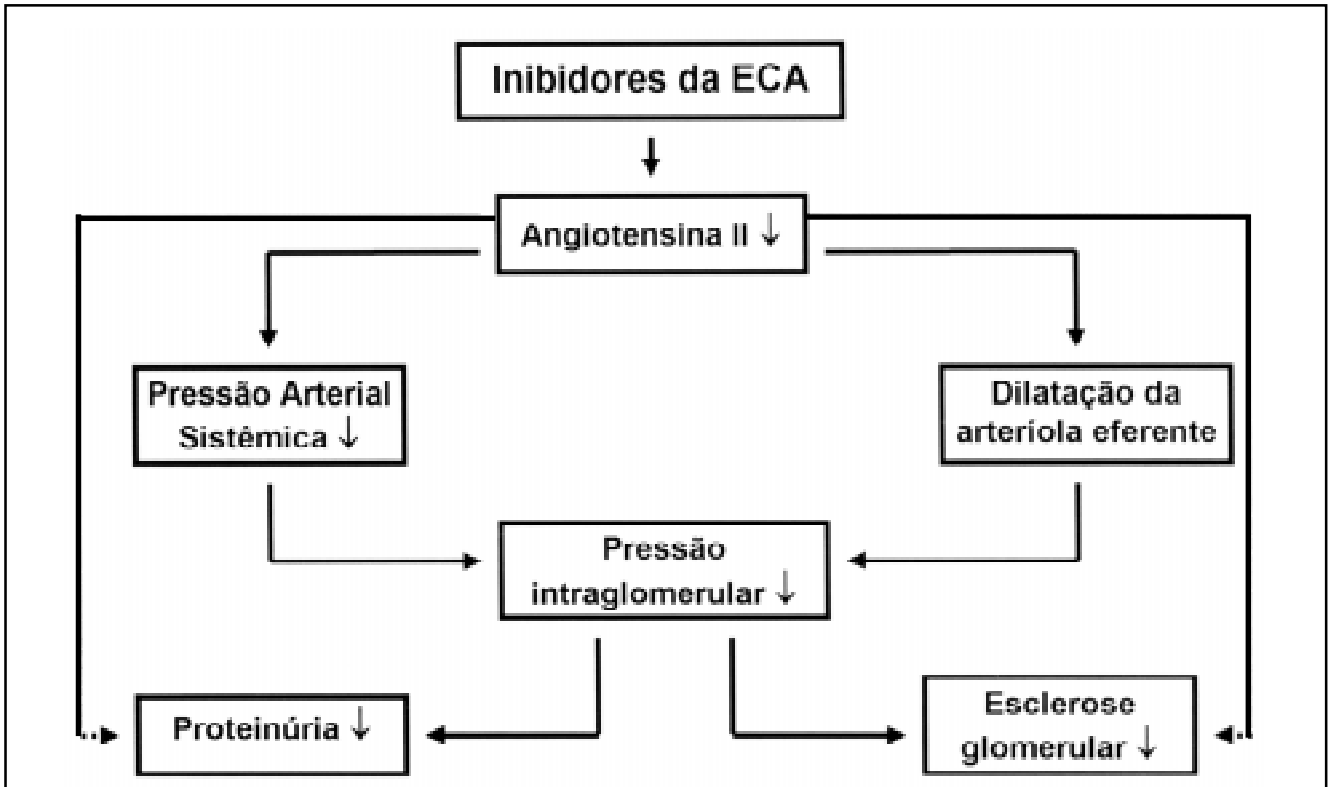 Inibidores da ECA
Angiotensina II ↓
Pressão Arterial
Sistêmica ↓
Dilatação da
arteríola eferente
Pressão
intraglomerular ↓
Proteinúria ↓
Esclerose
glomerular ↓